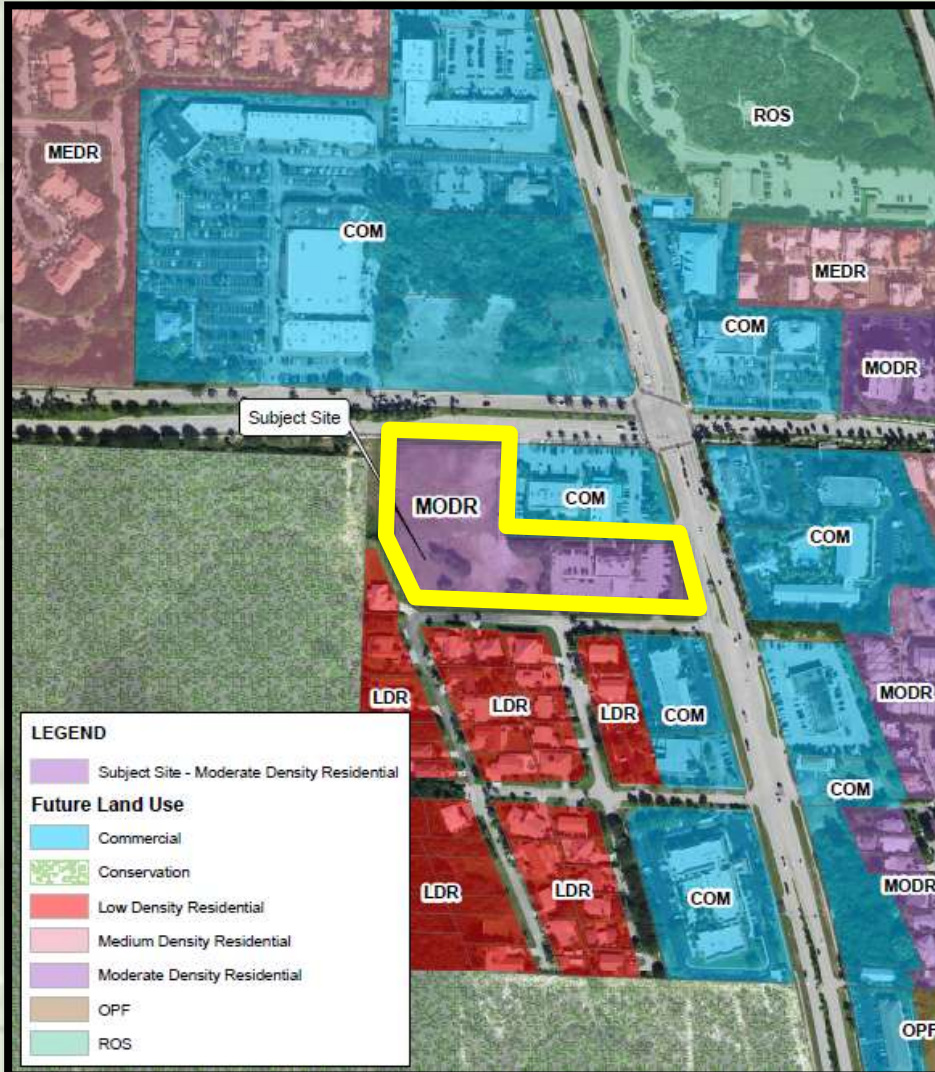 ROS
MEDR
COM
MEDR
COM
MODR
Subject Site
MODR
COM
COM
LDR
LDR
LDR
COM
MODR
COM
LDR
LDR
COM
MODR
OPF
LEGEND
Subject Site - Moderate Density Residential
Future Land Use
Commercial
Conservation
Low Density Residential
Medium Density Residential
Moderate Density Residential
OPF
ROS